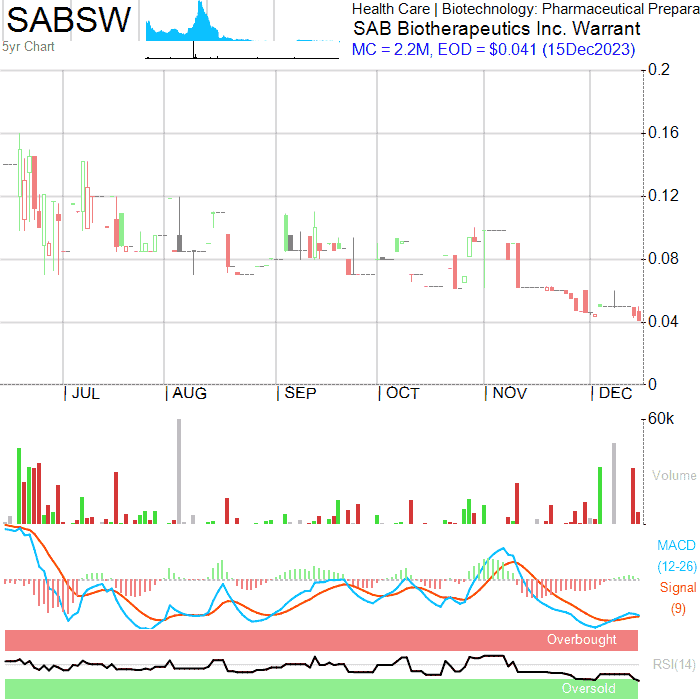 SABSW
Health Care | Biotechnology: Pharmaceutical Prepara
SAB Biotherapeutics Inc. Warrant
5yr Chart
MC = 2.2M, EOD = $0.041 (15Dec2023)
0.2
0.16
0.12
0.08
0.04
0
| JUL | AUG | SEP | OCT | NOV | DEC
60k
Volume
MACD
(12-26)
Signal
(9)
Overbought
RSI(14)
Oversold